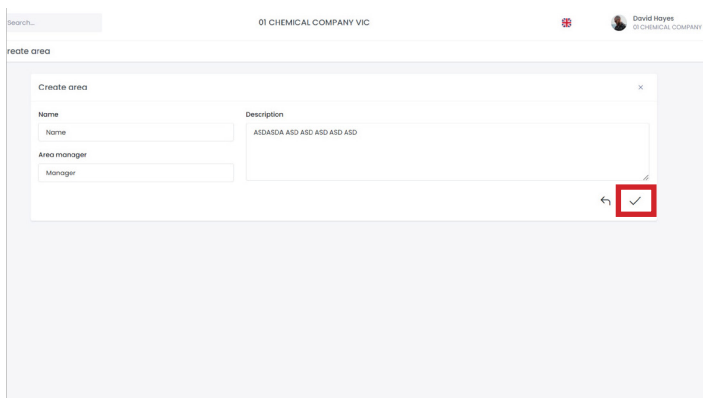 Search...
01 CHEMICAL COMPANY VIC
David Hayes
01 CHEMICAL COMPANY
reate area
Create area
Name
Description
Name
ASDASDA ASD ASD ASD ASD ASD
Area manager
Manager